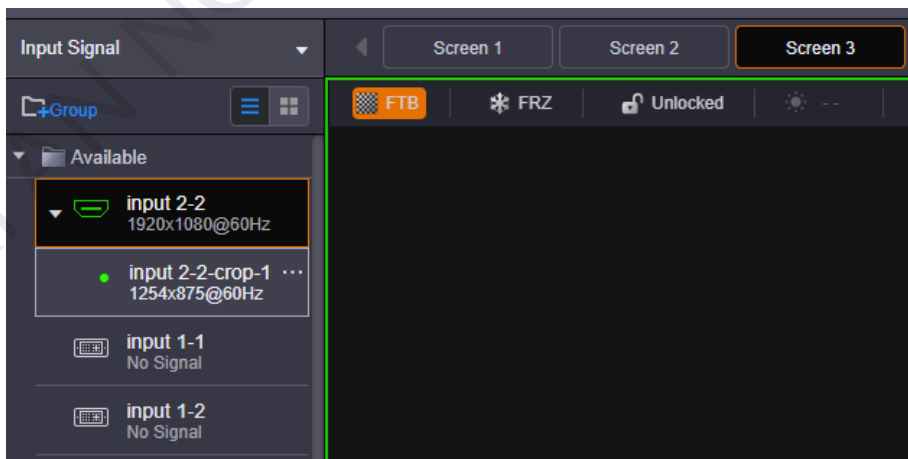 Input Signal
Screen 1
Screen 2
Screen 3
Group
FTB
FRZ
Unlocked
--
Available
input 2-2
1920x1080@60Hz
input 2-2-crop-1 ···
1254x875@60Hz
input 1-1
No Signal
input 1-2
No Signal